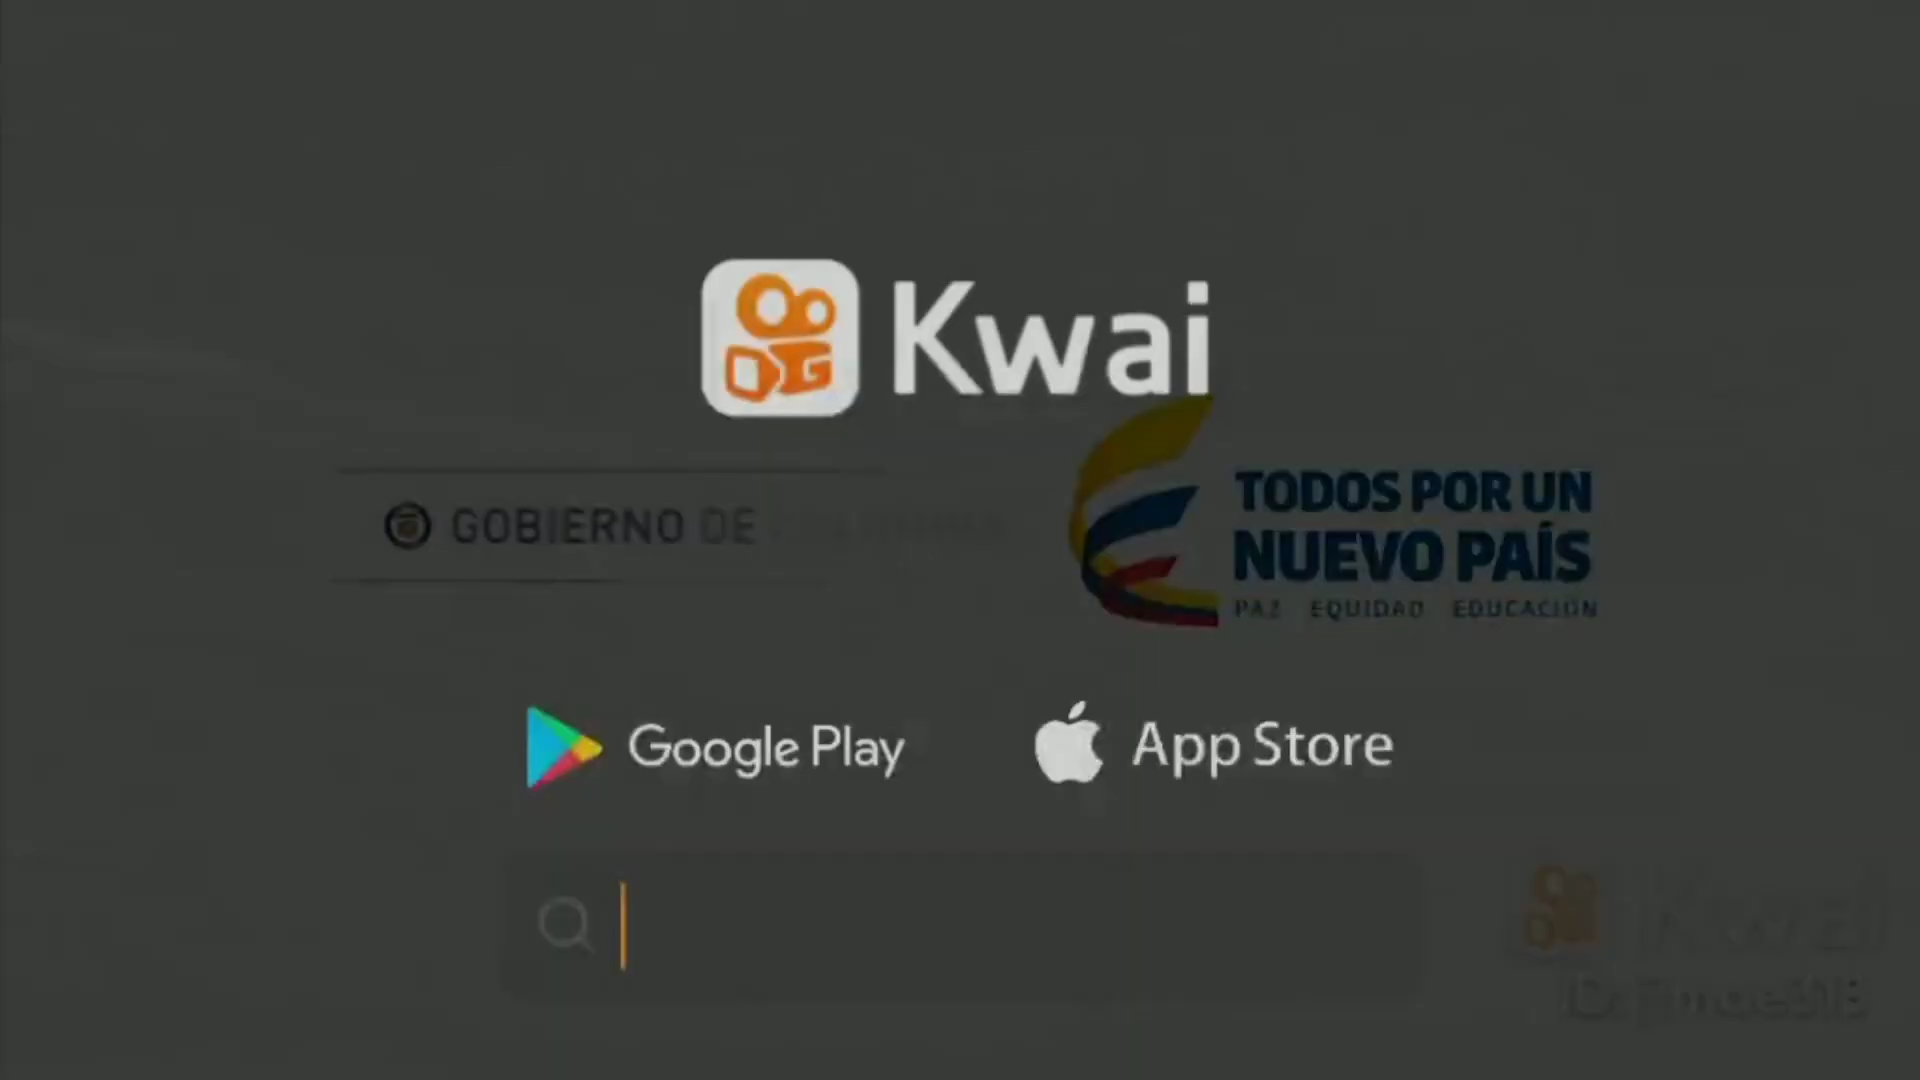 Kwai
GOBIERNO DE
TODOS POR UN
NUEVO PAÍS
PAZ EQUIDAD EDUCACIÓN
Google Play
App Store